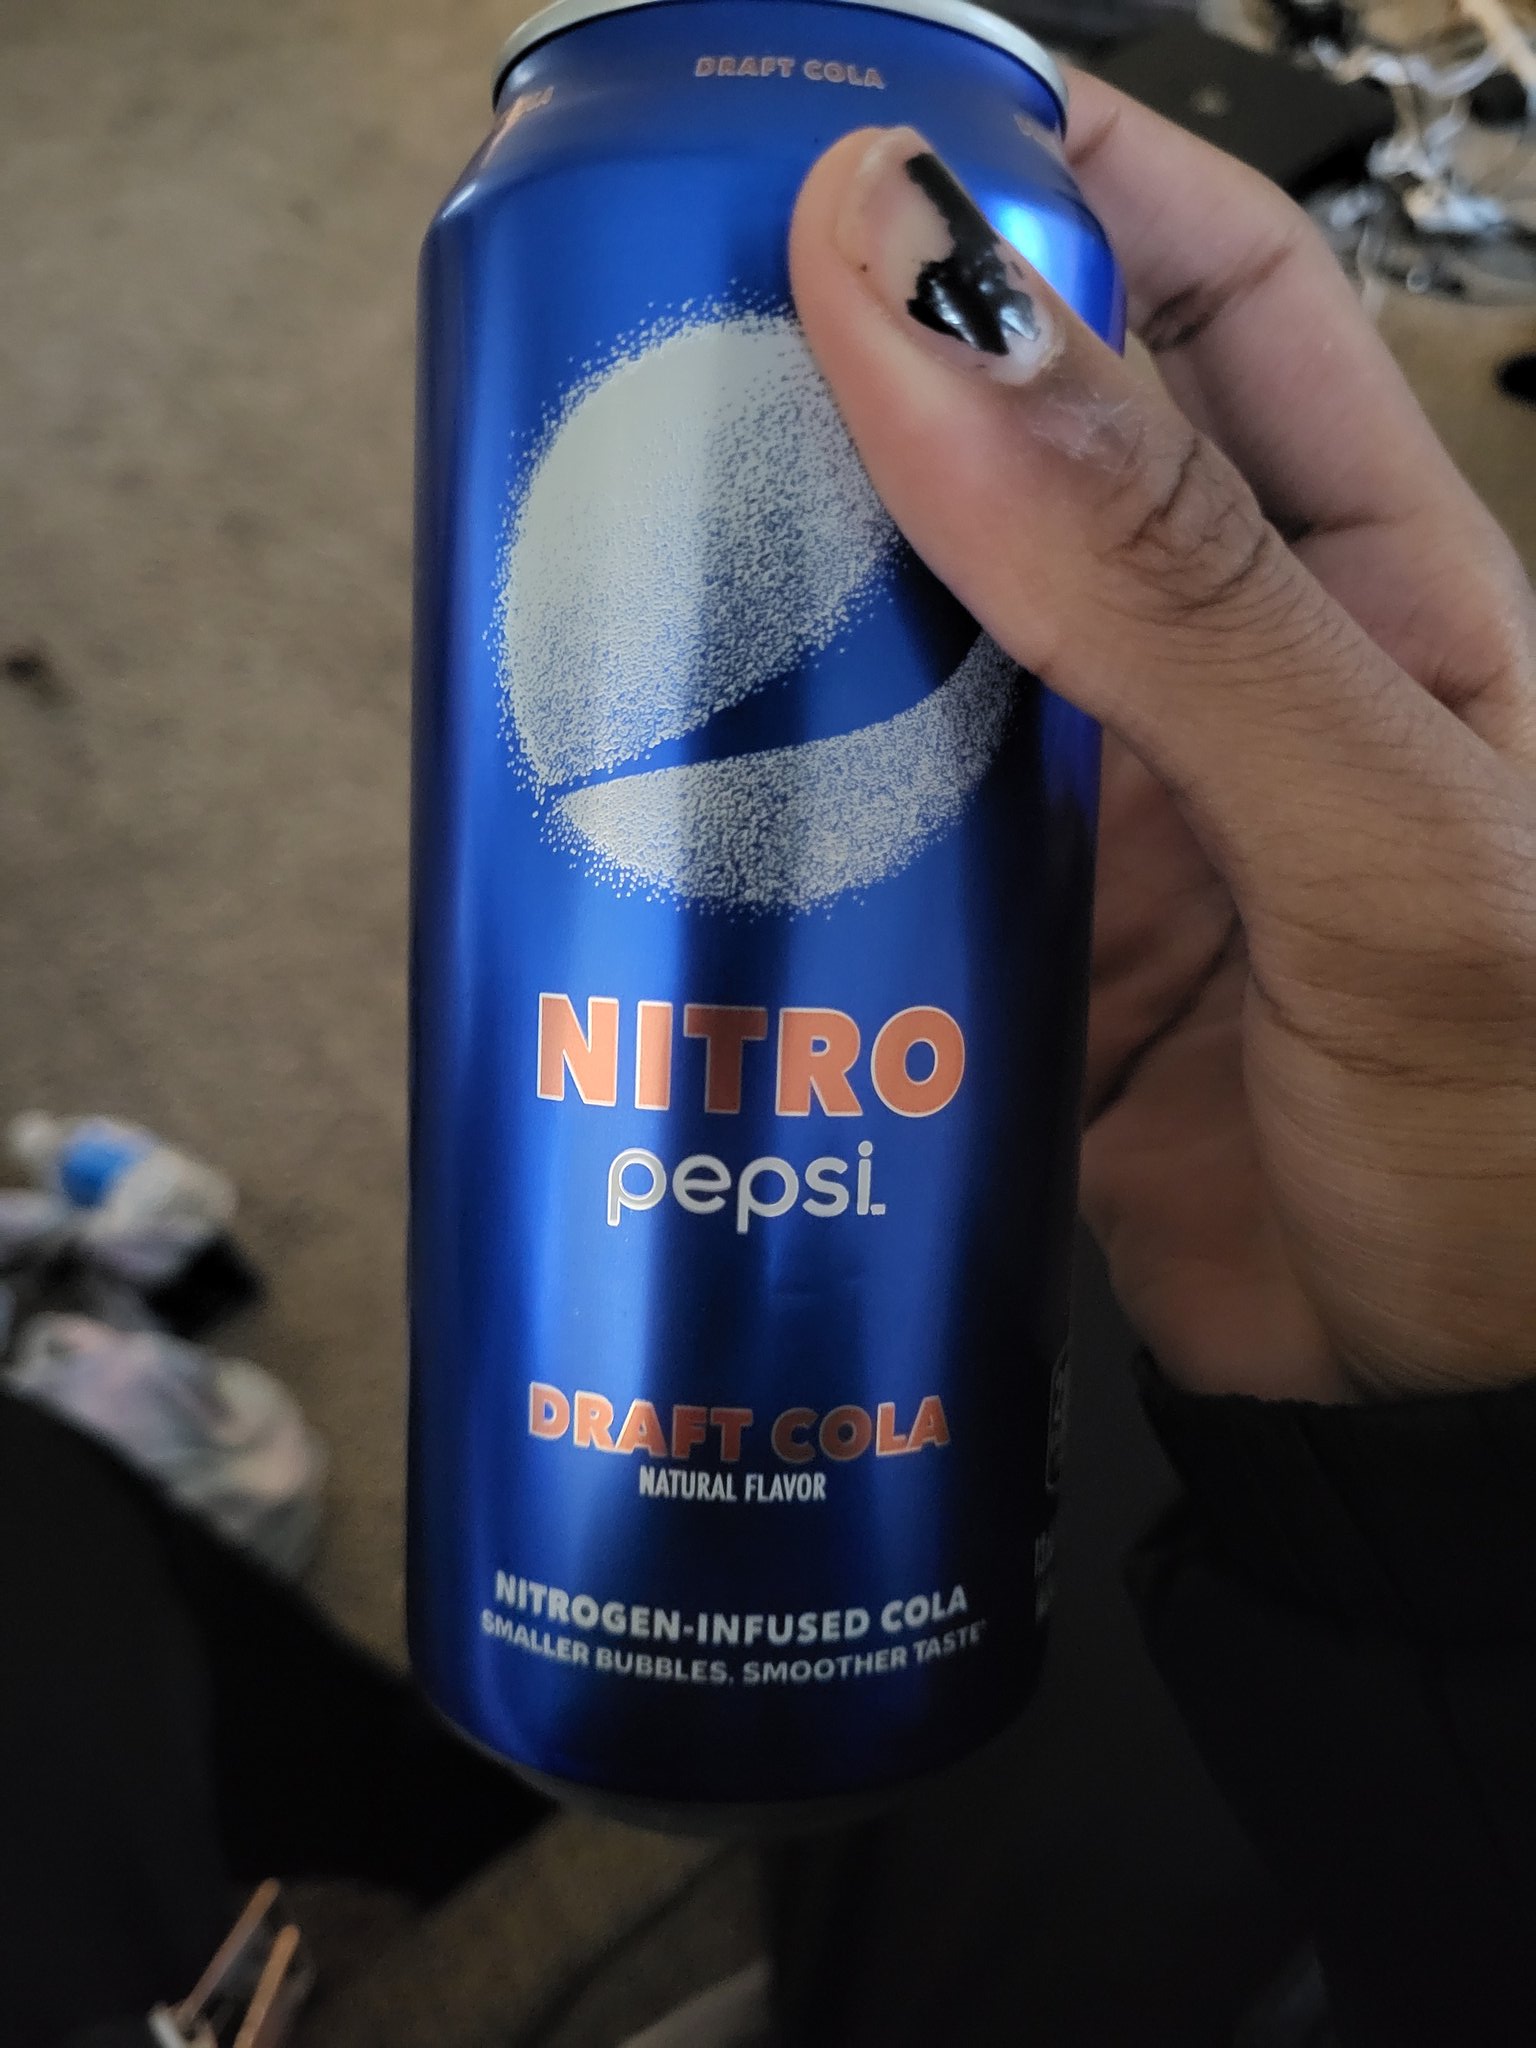 DRAFT COLA
NITRO
pepsi
DRAFT COLA
NATURAL FLAVOR
NITROGEN-INFUSED COLA
SMALLER BUBBLES, SMOOTHER TASTE